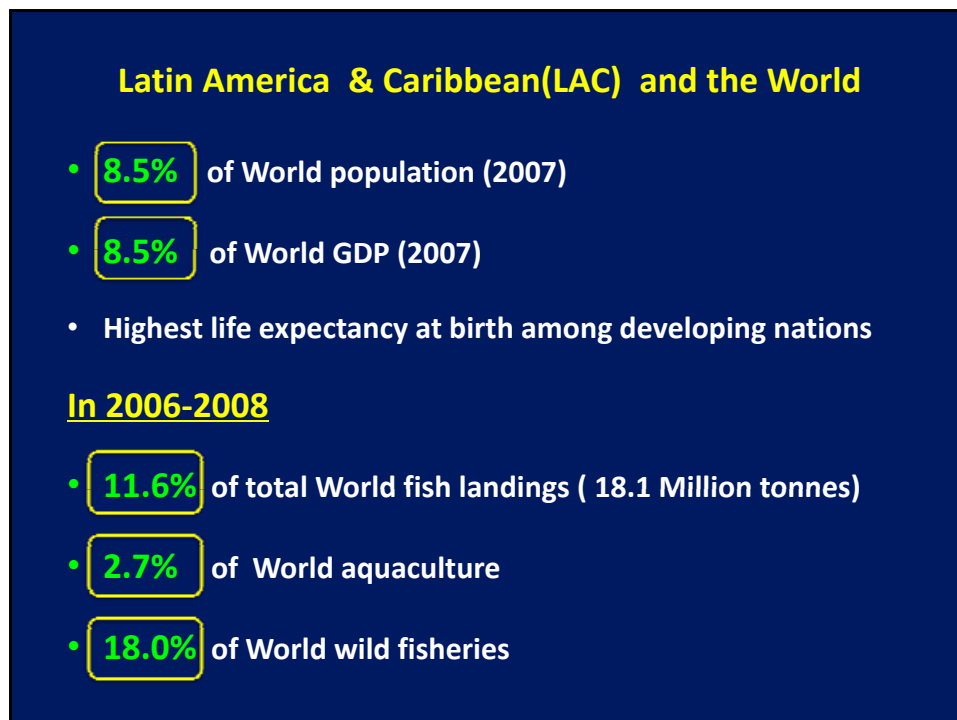 Latin America & Caribbean(LAC) and the World
• 8.5% of World population (2007)
• 8.5% of World GDP (2007)
• Highest life expectancy at birth among developing nations
In 2006-2008
• 11.6% of total World fish landings ( 18.1 Million tonnes)
• 2.7% of World aquaculture
• 18.0% of World wild fisheries